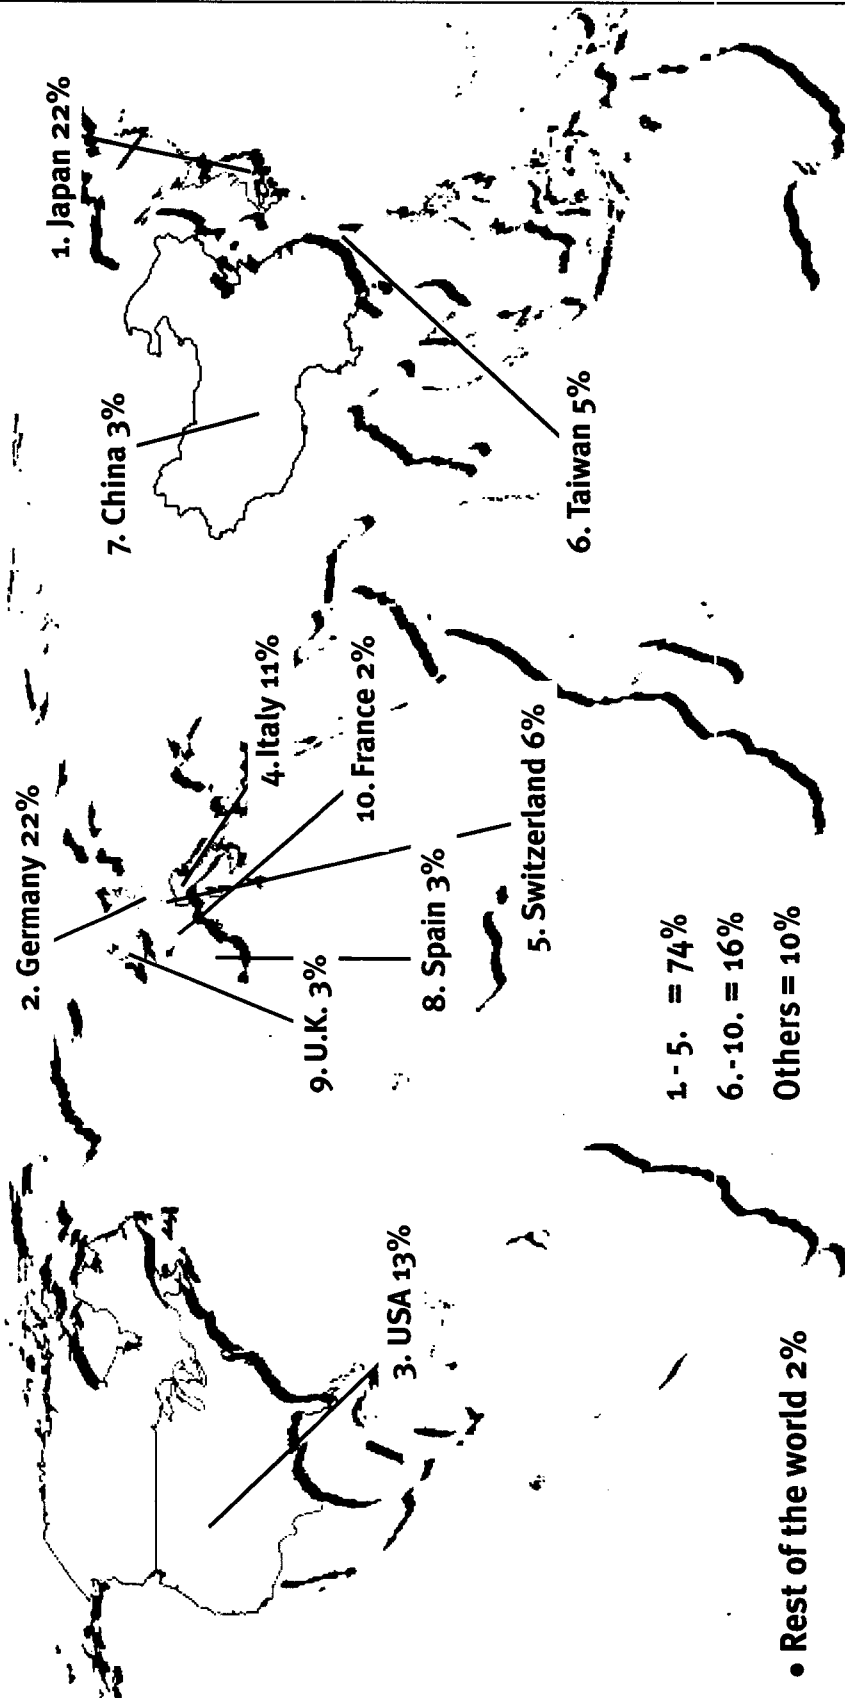 1. Japan 22%
2. Germany 22%
3. USA 13%
4. Italy 11%
5. Switzerland 6%
6. Taiwan 5%
7. China 3%
8. Spain 3%
9. U.K. 3%
10. France 2%
1.-5. = 74%
6.-10. = 16%
Others = 10%
• Rest of the world 2%